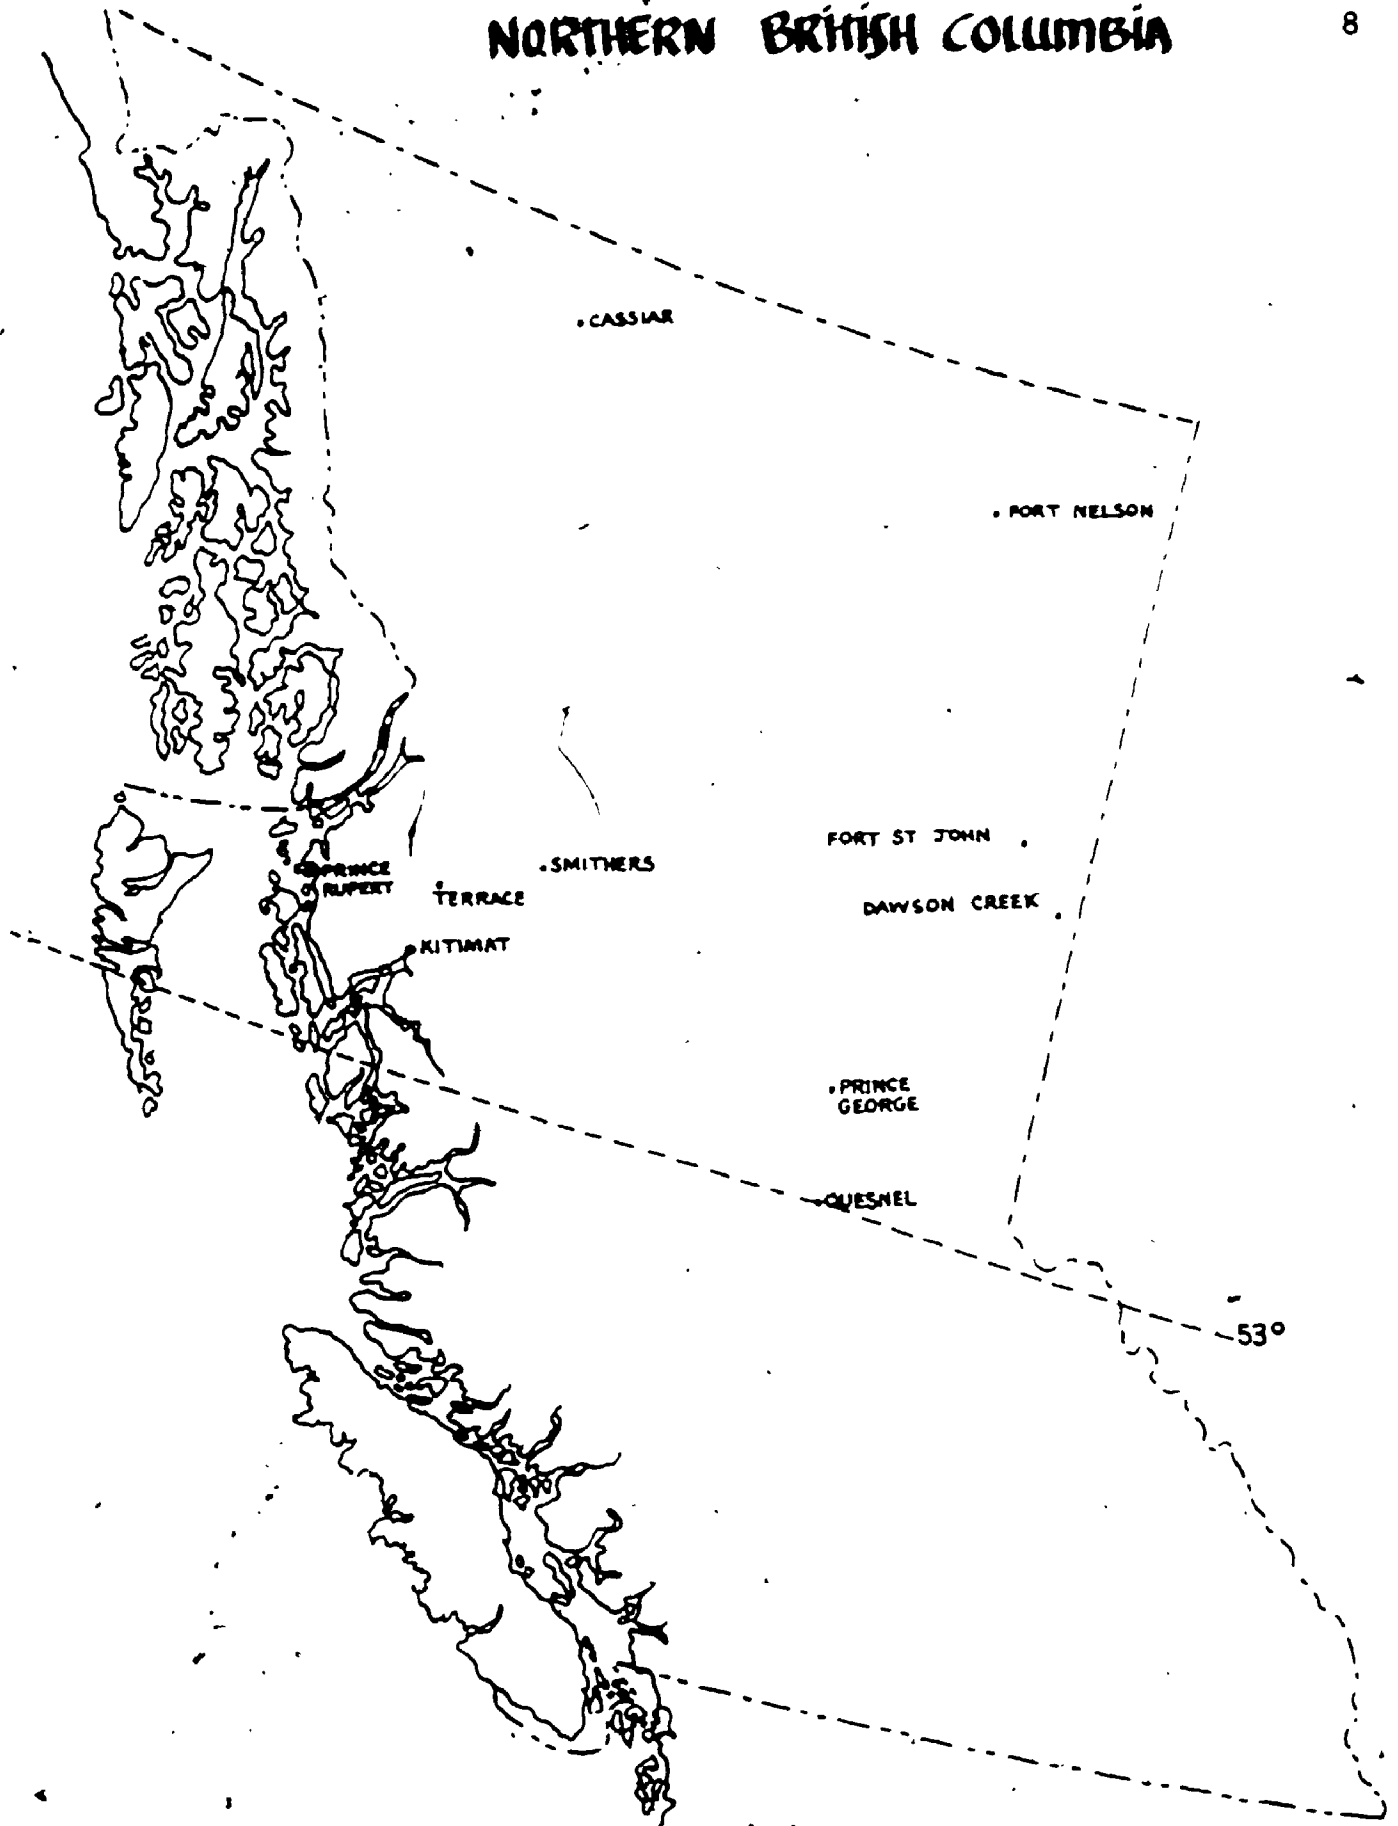 NORTHERN BRITISH COLUMBIA
8
CASSIAR
FORT NELSON
FORT ST JOHN
SMITHERS
PRINCE
RUPERT
TERRACE
DAWSON CREEK
KITIMAT
PRINCE
GEORGE
QUESNEL
53°